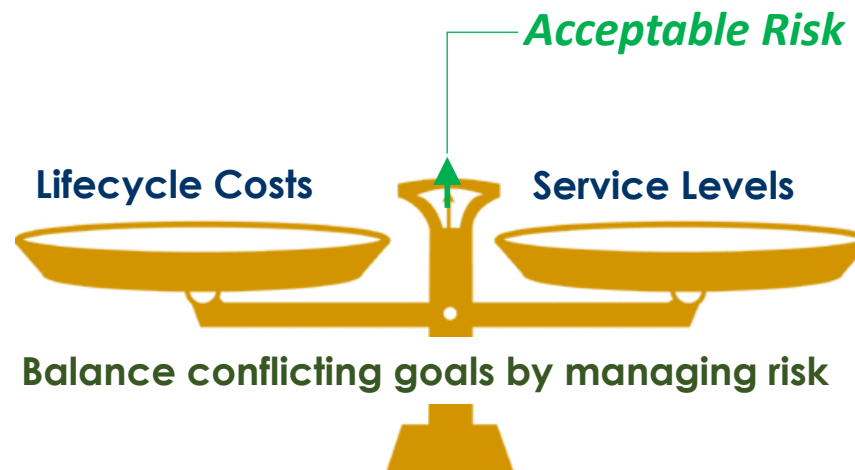 Acceptable Risk
Lifecycle Costs
Service Levels
Balance conflicting goals by managing risk